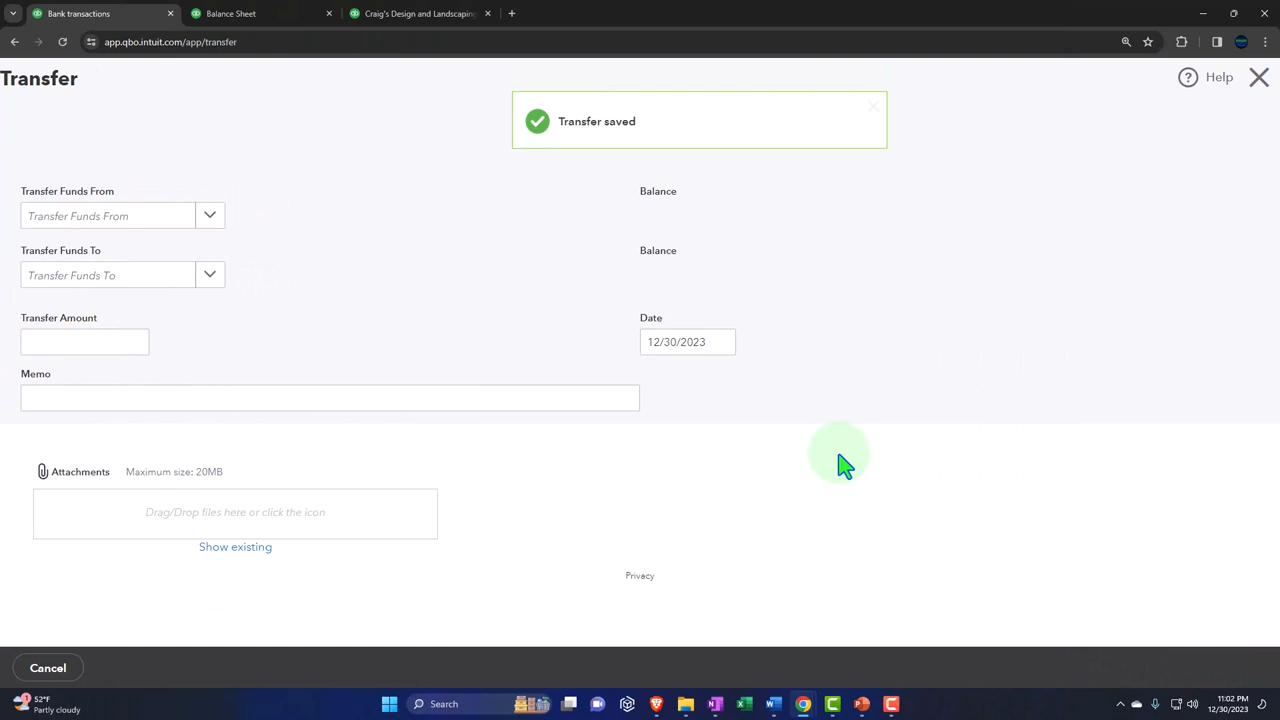 Bank transactions
Balance Sheet
Craig's Design and Landscaping
app.qbo.intuit.com/app/transfer
Transfer
Help
Transfer saved
Transfer Funds From
Balance
Transfer Funds From
Transfer Funds To
Balance
Transfer Funds To
Transfer Amount
Date
12/30/2023
Memo
Attachments
Maximum size: 20MB
Drag/Drop files here or click the icon
Show existing
Privacy
Cancel
1
52°F
Partly cloudy
Search
11:02 PM
12/30/2023